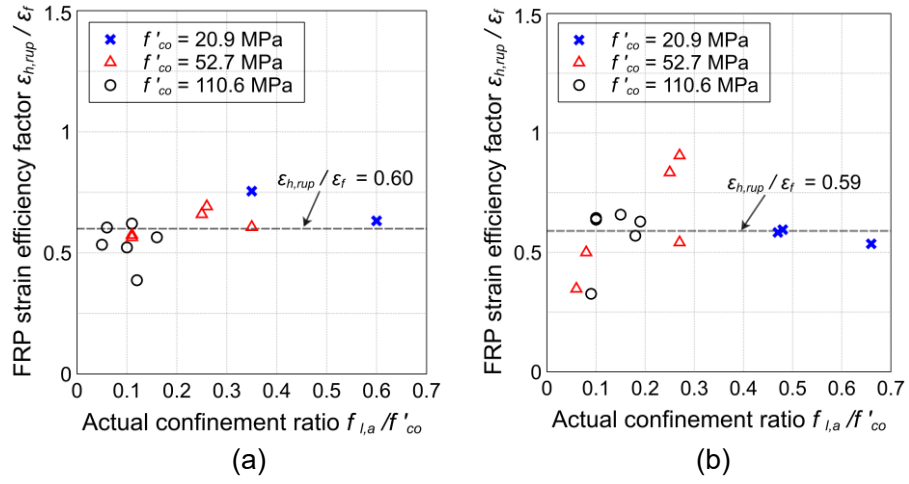 FRP strain efficiency factor εh,rup / εf
1.5
1
0.5
0
f 'co = 20.9 MPa
f 'co = 52.7 MPa
f 'co = 110.6 MPa
εh,rup / εf = 0.60
0 0.1 0.2 0.3 0.4 0.5 0.6 0.7
Actual confinement ratio f l,a /f 'co
(a)
FRP strain efficiency factor εh,rup / εf
1.5
1
0.5
0
f 'co = 20.9 MPa
f 'co = 52.7 MPa
f 'co = 110.6 MPa
εh,rup / εf = 0.59
0 0.1 0.2 0.3 0.4 0.5 0.6 0.7
Actual confinement ratio f l,a /f 'co
(b)